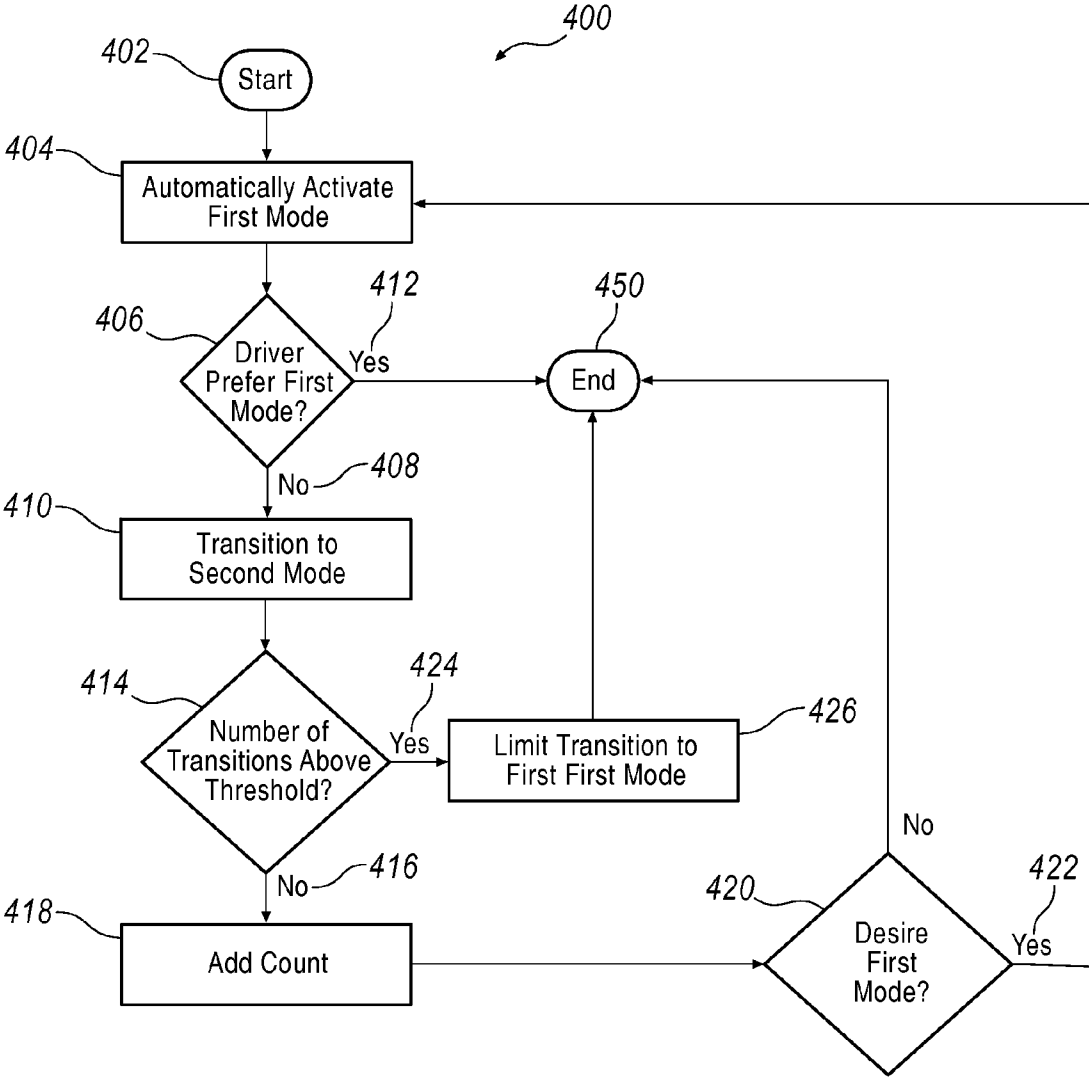 400
402
Start
404
Automatically Activate
First Mode
406
Driver
Prefer First
Mode?
412
Yes
450
End
No
408
410
Transition to
Second Mode
414
Number of
Transitions Above
Threshold?
424
Yes
426
Limit Transition to
First First Mode
No
416
418
Add Count
420
Desire
First
Mode?
No
422
Yes